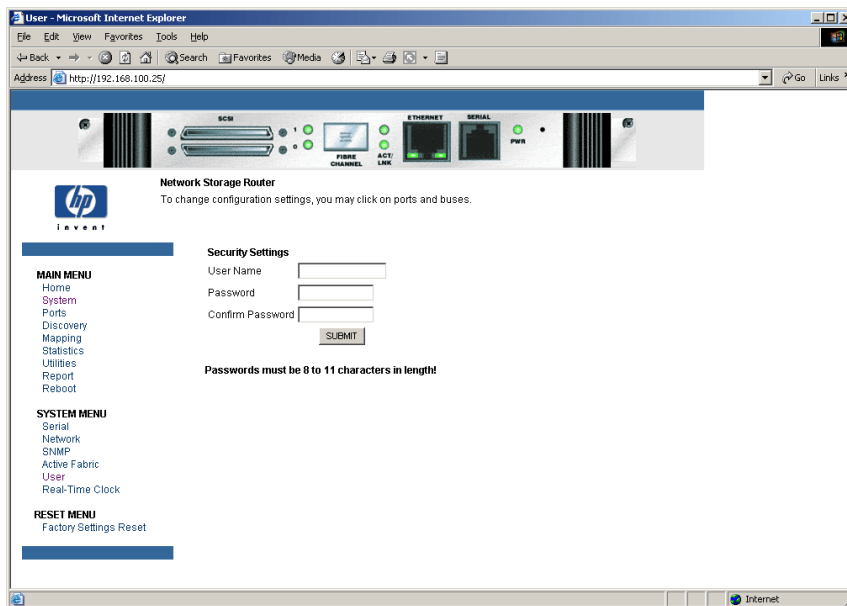 User - Microsoft Internet Explorer
File Edit View Favorites Tools Help
Back Search Favorites Media
Address http://192.168.100.25/ Go Links »
SCSI ETHERNET SERIAL
1
0
FIBRE CHANNEL ACT/LNK PWR
hp
invent
Network Storage Router
To change configuration settings, you may click on ports and buses.
Security Settings
User Name
Password
Confirm Password
SUBMIT
Passwords must be 8 to 11 characters in length!
MAIN MENU
Home
System
Ports
Discovery
Mapping
Statistics
Utilities
Report
Reboot
SYSTEM MENU
Serial
Network
SNMP
Active Fabric
User
Real-Time Clock
RESET MENU
Factory Settings Reset
Internet